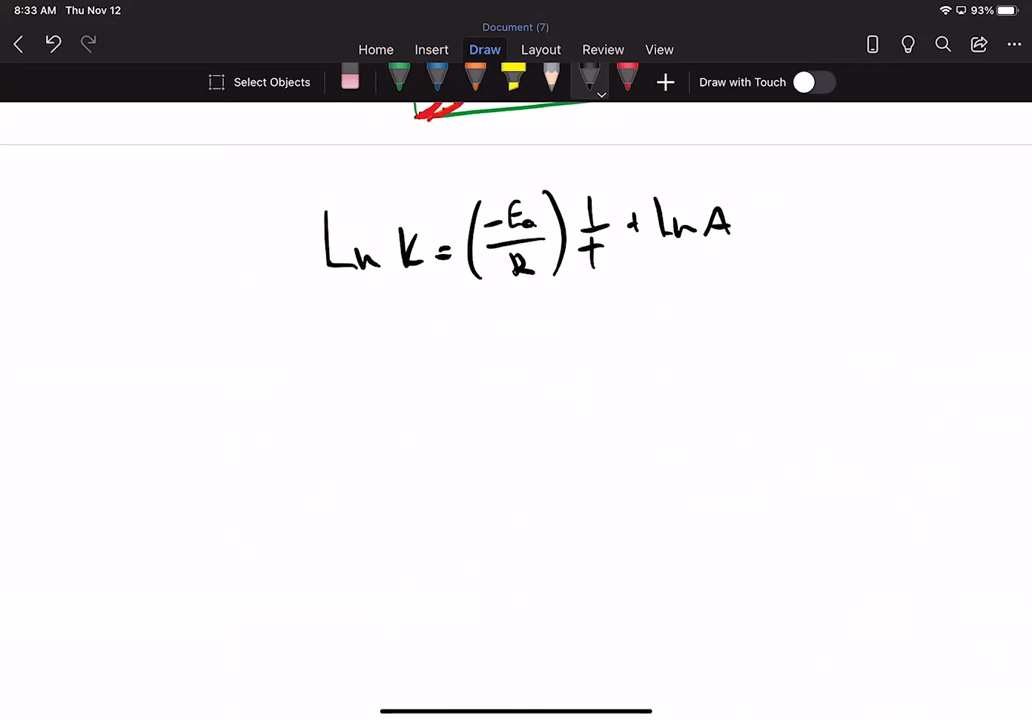 8:33 AM Thu Nov 12
93%
Document (7)
Home Insert Draw Layout Review View
Select Objects
Draw with Touch
Ln K = (-Ea/R) 1/T + Ln A